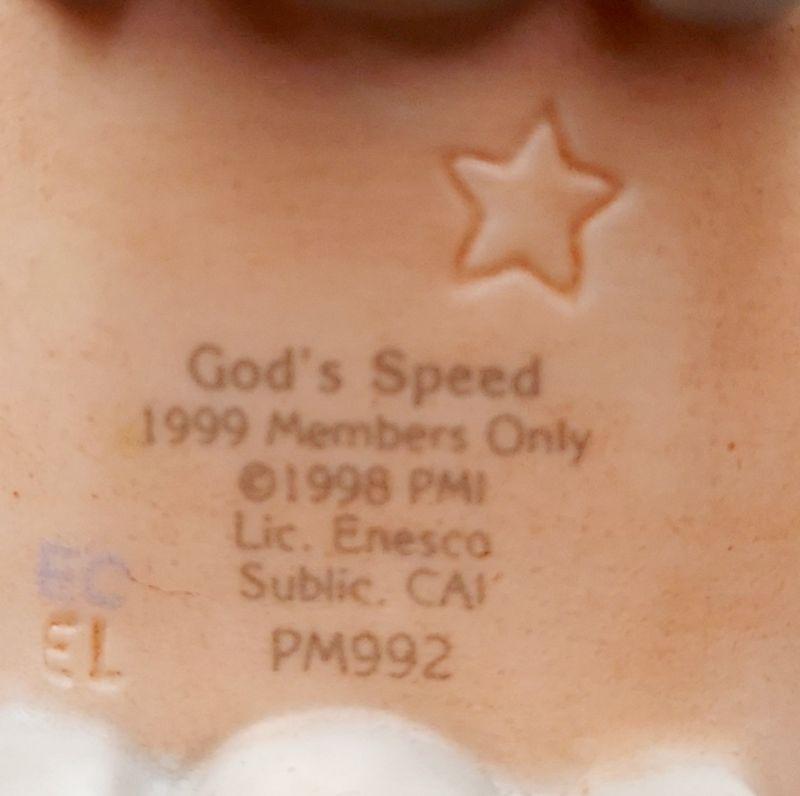 God's Speed
1999 Members Only
©1998 PMI
Lic. Enesco
Sublic. CAI
EC
EL
PM992